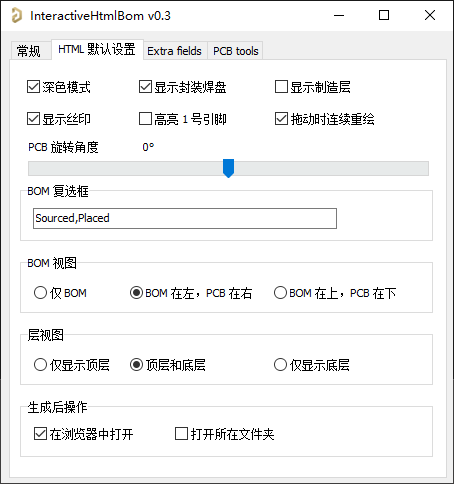 InteractiveHtmlBom v0.3
常规 HTML 默认设置 Extra fields PCB tools
深色模式 显示封装焊盘 显示制造层
显示丝印 高亮 1 号引脚 拖动时连续重绘
PCB 旋转角度 0°
BOM 复选框
Sourced,Placed
BOM 视图
仅 BOM BOM 在左，PCB 在右 BOM 在上，PCB 在下
层视图
仅显示顶层 顶层和底层 仅显示底层
生成后操作
在浏览器中打开 打开所在文件夹